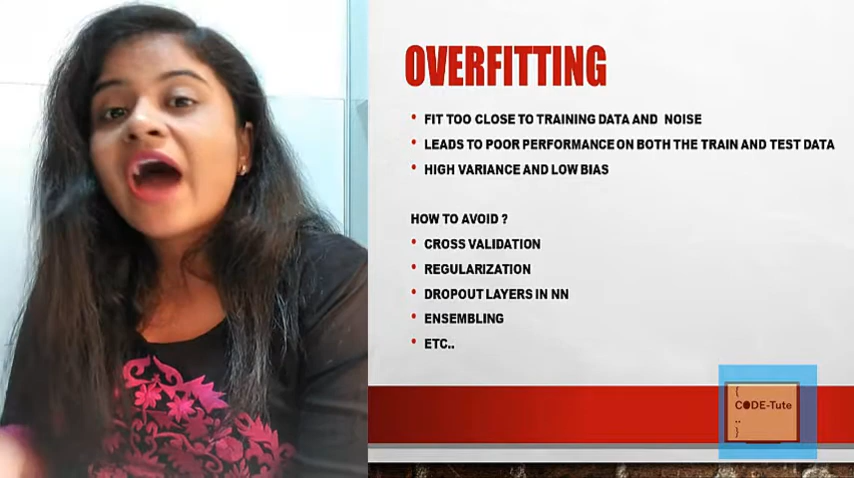 OVERFITTING
• FIT TOO CLOSE TO TRAINING DATA AND NOISE
• LEADS TO POOR PERFORMANCE ON BOTH THE TRAIN AND TEST DATA
• HIGH VARIANCE AND LOW BIAS
HOW TO AVOID ?
• CROSS VALIDATION
• REGULARIZATION
• DROPOUT LAYERS IN NN
• ENSEMBLING
• ETC..
{
CODE-Tute
..
}